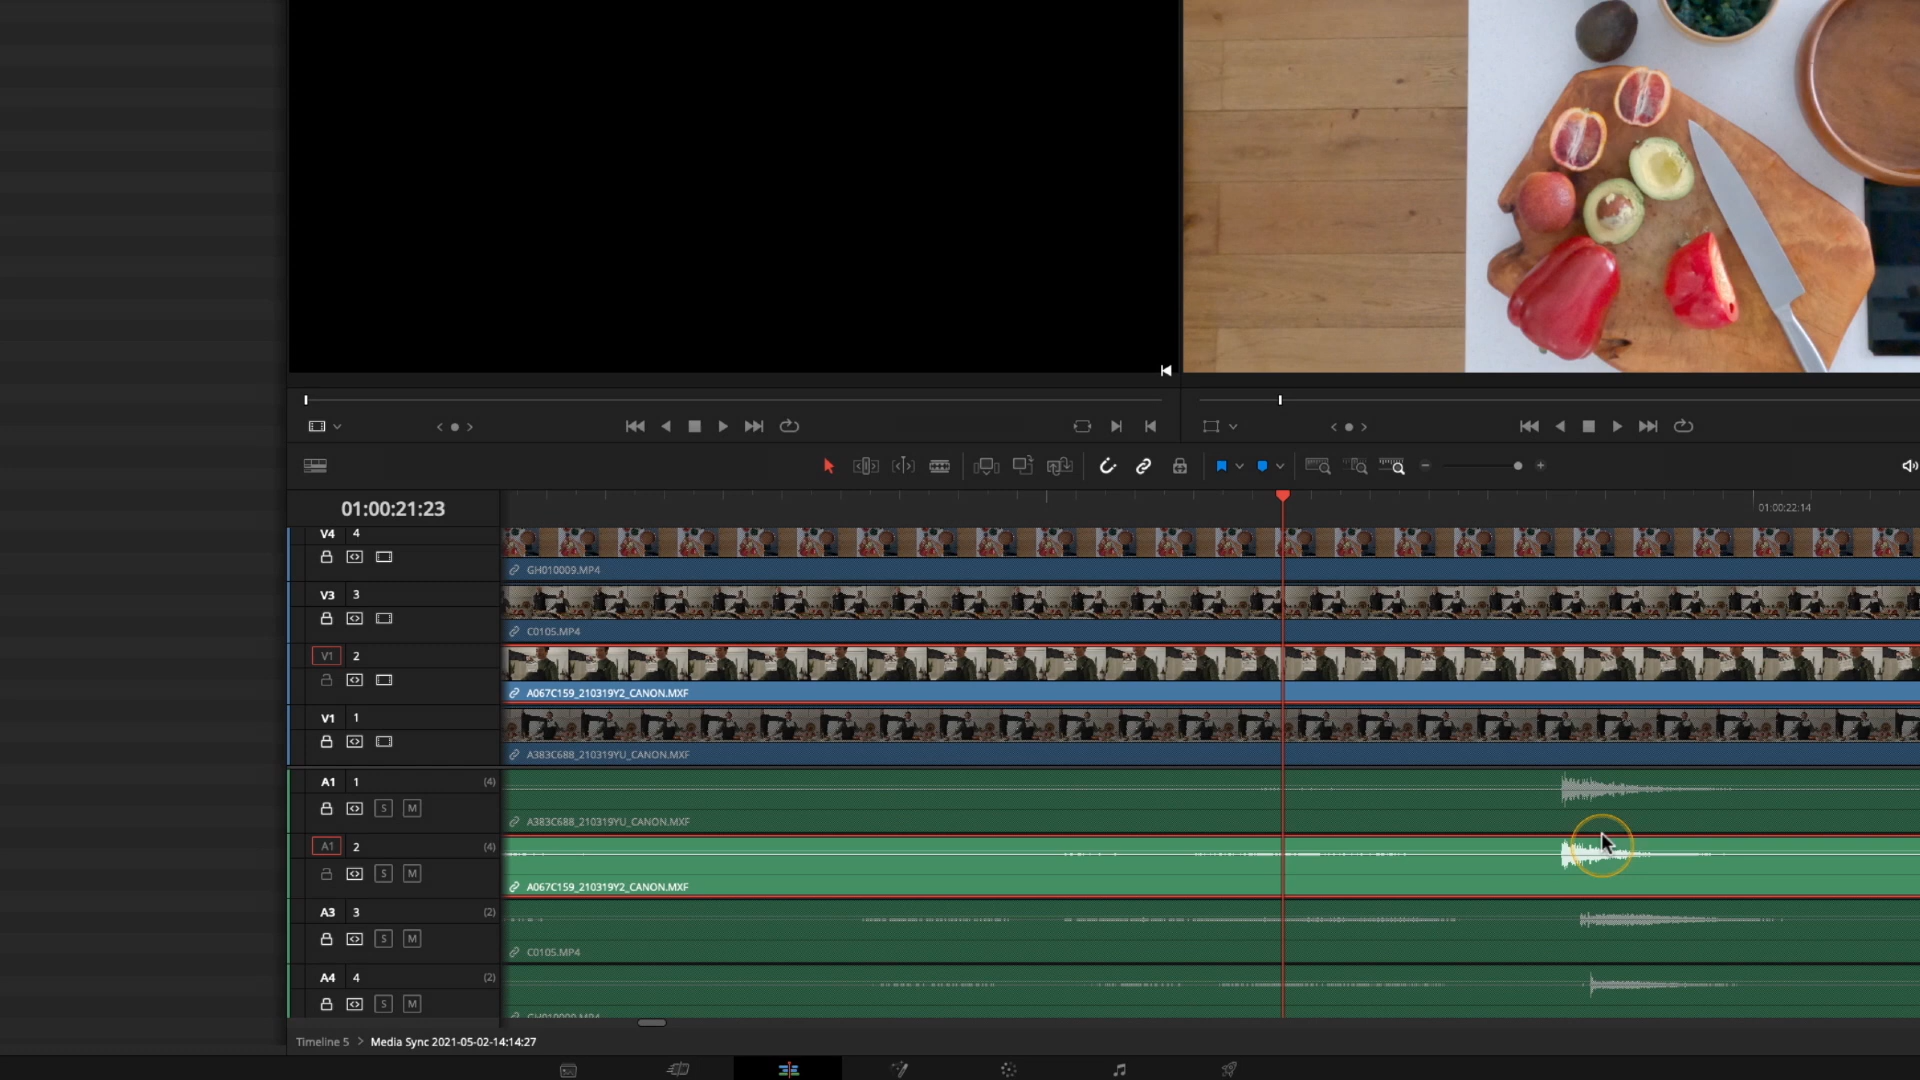 01:00:21:23
01:00:22:14
V4 4
GH010009.MP4
V3 3
C0105.MP4
V1 2
A067C159_210319Y2_CANON.MXF
V1 1
A383C688_210319YU_CANON.MXF
A1 1 (4)
S M
A383C688_210319YU_CANON.MXF
A1 2 (4)
S M
A067C159_210319Y2_CANON.MXF
A3 3 (2)
S M
C0105.MP4
A4 4 (2)
S M
GH010009.MP4
Timeline 5 > Media Sync 2021-05-02-14:14:27